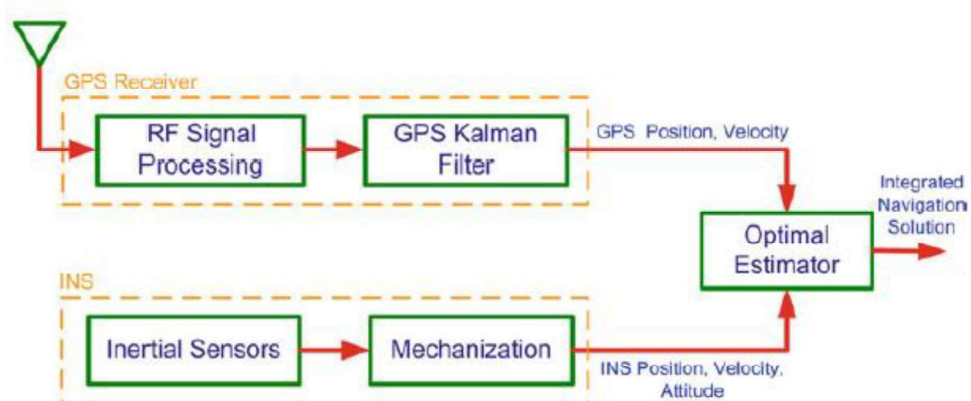 GPS Receiver
RF Signal
Processing
GPS Kalman
Filter
GPS Position, Velocity
Integrated
Navigation
Solution
Optimal
Estimator
INS
Inertial Sensors
Mechanization
INS Position, Velocity,
Attitude